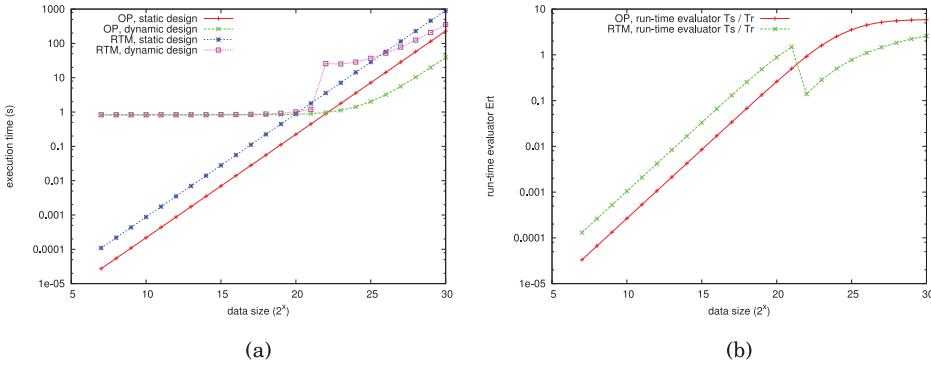 1000
100
10
1
0.1
0.01
0.001
0.0001
1e-05
execution time (s)
OP, static design
OP, dynamic design
RTM, static design
RTM, dynamic design
5 10 15 20 25 30
data size (2^x)
(a)
10
1
0.1
0.01
0.001
0.0001
1e-05
run-time evaluator Ert
OP, run-time evaluator Ts / Tr
RTM, run-time evaluator Ts / Tr
5 10 15 20 25 30
data size (2^x)
(b)